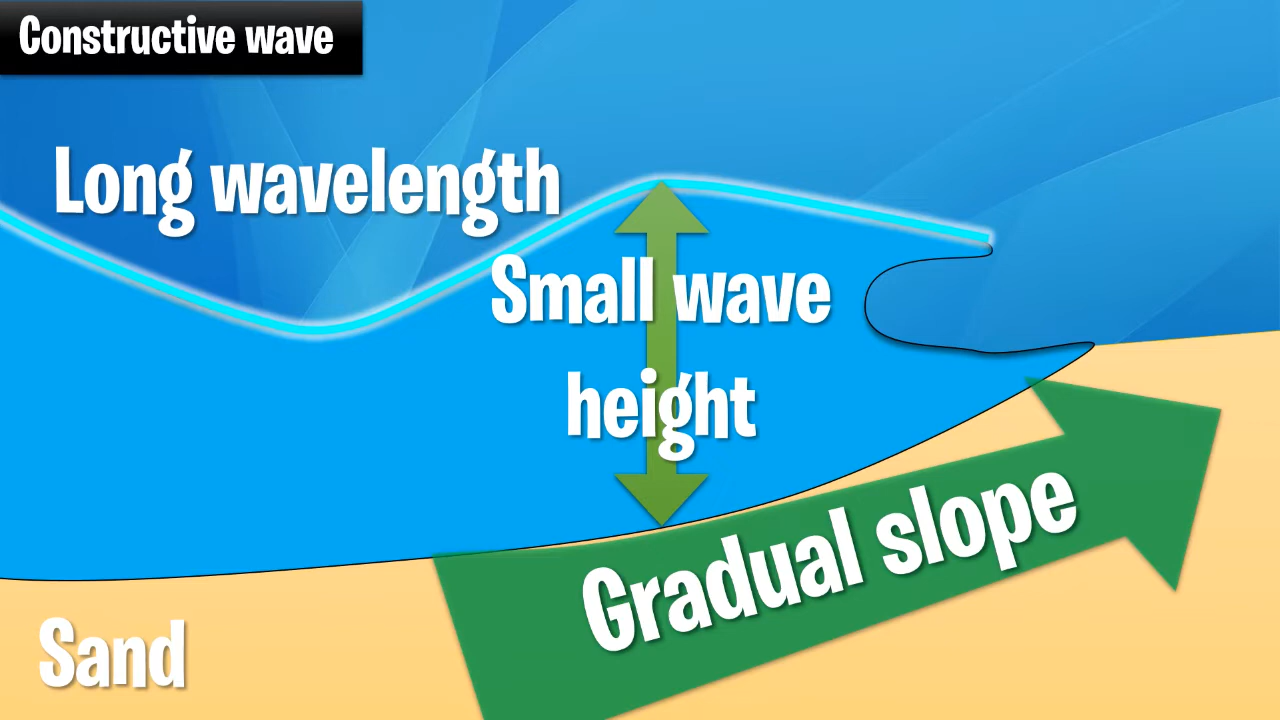 Constructive wave
Long wavelength
Small wave
height
Gradual slope
Sand